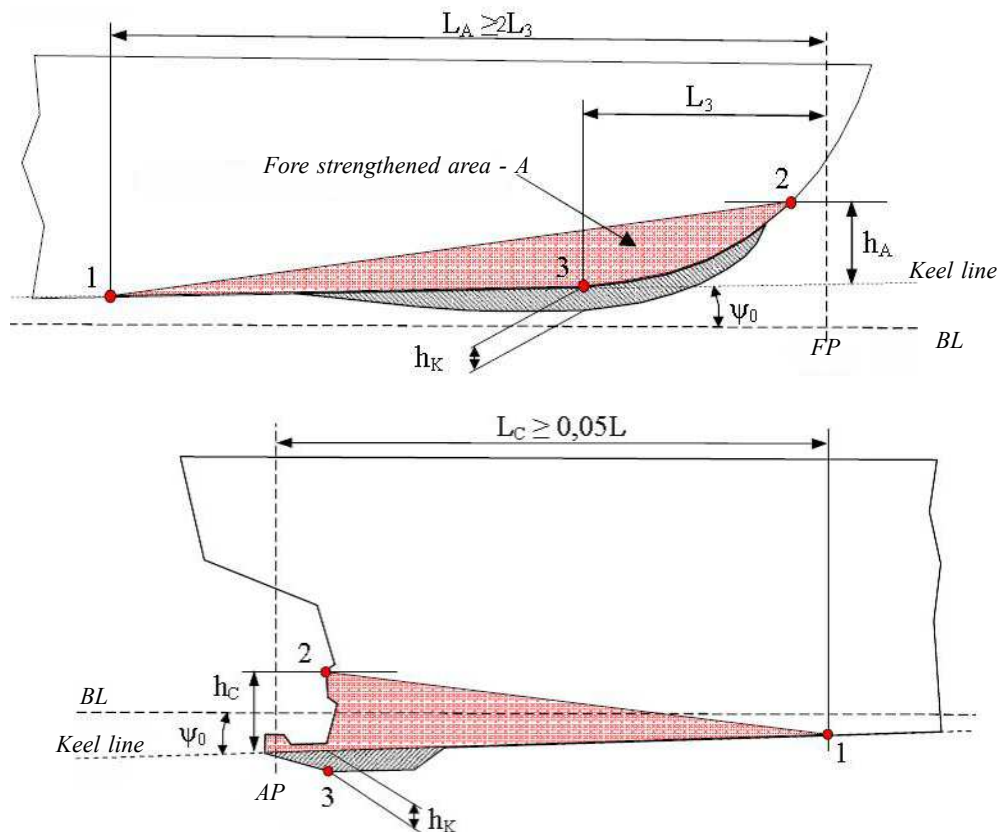 L_A ≥2L_3
L_3
Fore strengthened area - A
2
h_A
3
1
Keel line
ψ_0
BL
FP
h_K
L_C ≥ 0,05L
2
h_C
BL
ψ_0
Keel line
1
AP
3
h_K